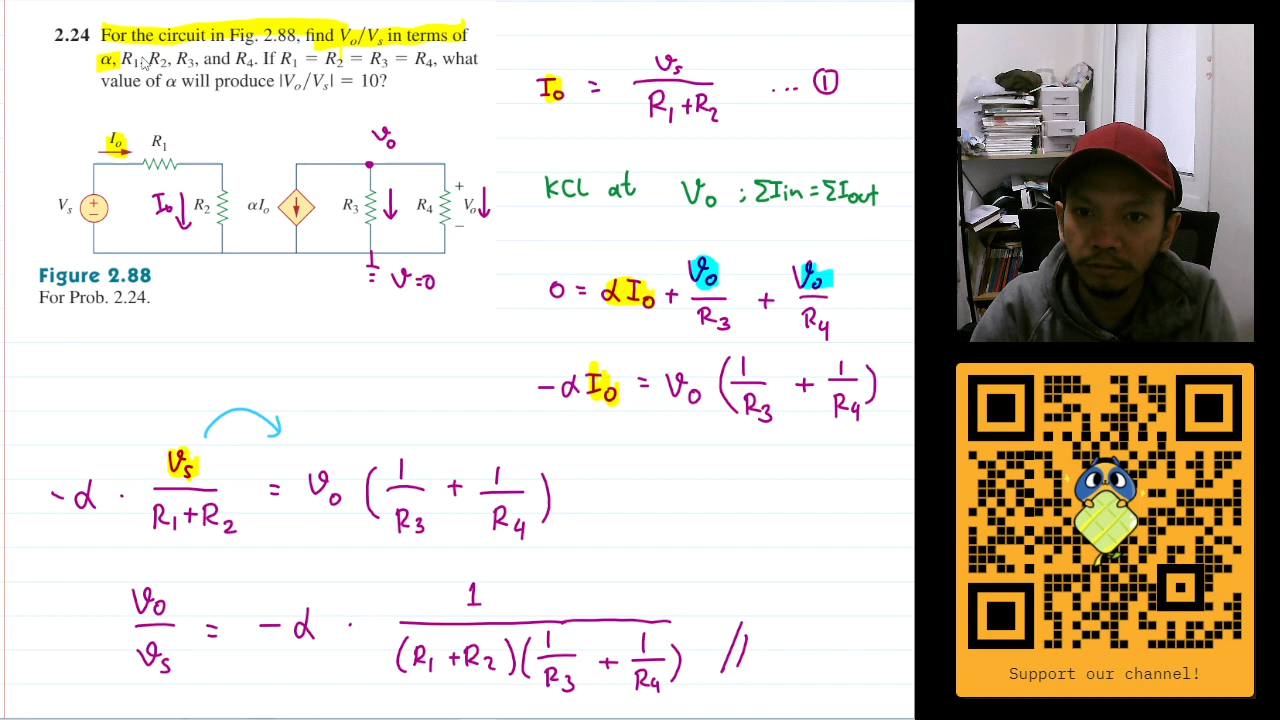 2.24 For the circuit in Fig. 2.88, find Vo/Vs in terms of
α, R1, R2, R3, and R4. If R1 = R2 = R3 = R4, what
value of α will produce |Vo/Vs| = 10?
Io
R1
Vs
+
−
Io
R2
αIo
vo
R3
R4
+
Vo
−
v=0
Figure 2.88
For Prob. 2.24.
Io = vs / (R1+R2) ... ①
KCL at vo ; ΣIin = ΣIout
0 = αIo + vo/R3 + vo/R4
-αIo = vo (1/R3 + 1/R4)
-α · vs/(R1+R2) = vo (1/R3 + 1/R4)
vo/vs = -α · 1/((R1+R2)(1/R3 + 1/R4)) //
Support our channel!